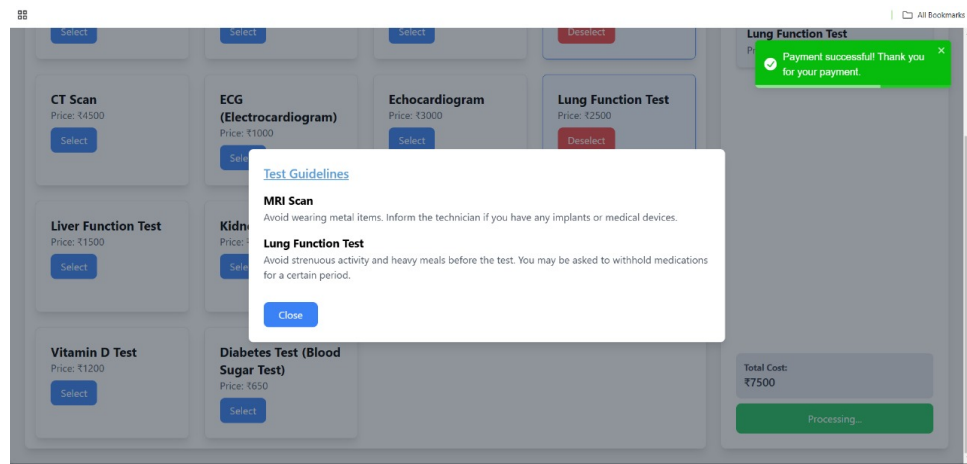 All Bookmarks
Select
Select
Select
Deselect
Lung Function Test
Payment successful! Thank you
for your payment.
CT Scan
Price: ₹4500
Select
ECG
(Electrocardiogram)
Price: ₹1000
Echocardiogram
Price: ₹3000
Select
Lung Function Test
Price: ₹2500
Deselect
Test Guidelines
MRI Scan
Avoid wearing metal items. Inform the technician if you have any implants or medical devices.
Lung Function Test
Avoid strenuous activity and heavy meals before the test. You may be asked to withhold medications
for a certain period.
Close
Liver Function Test
Price: ₹1500
Select
Vitamin D Test
Price: ₹1200
Select
Diabetes Test (Blood
Sugar Test)
Price: ₹650
Select
Total Cost:
₹7500
Processing...